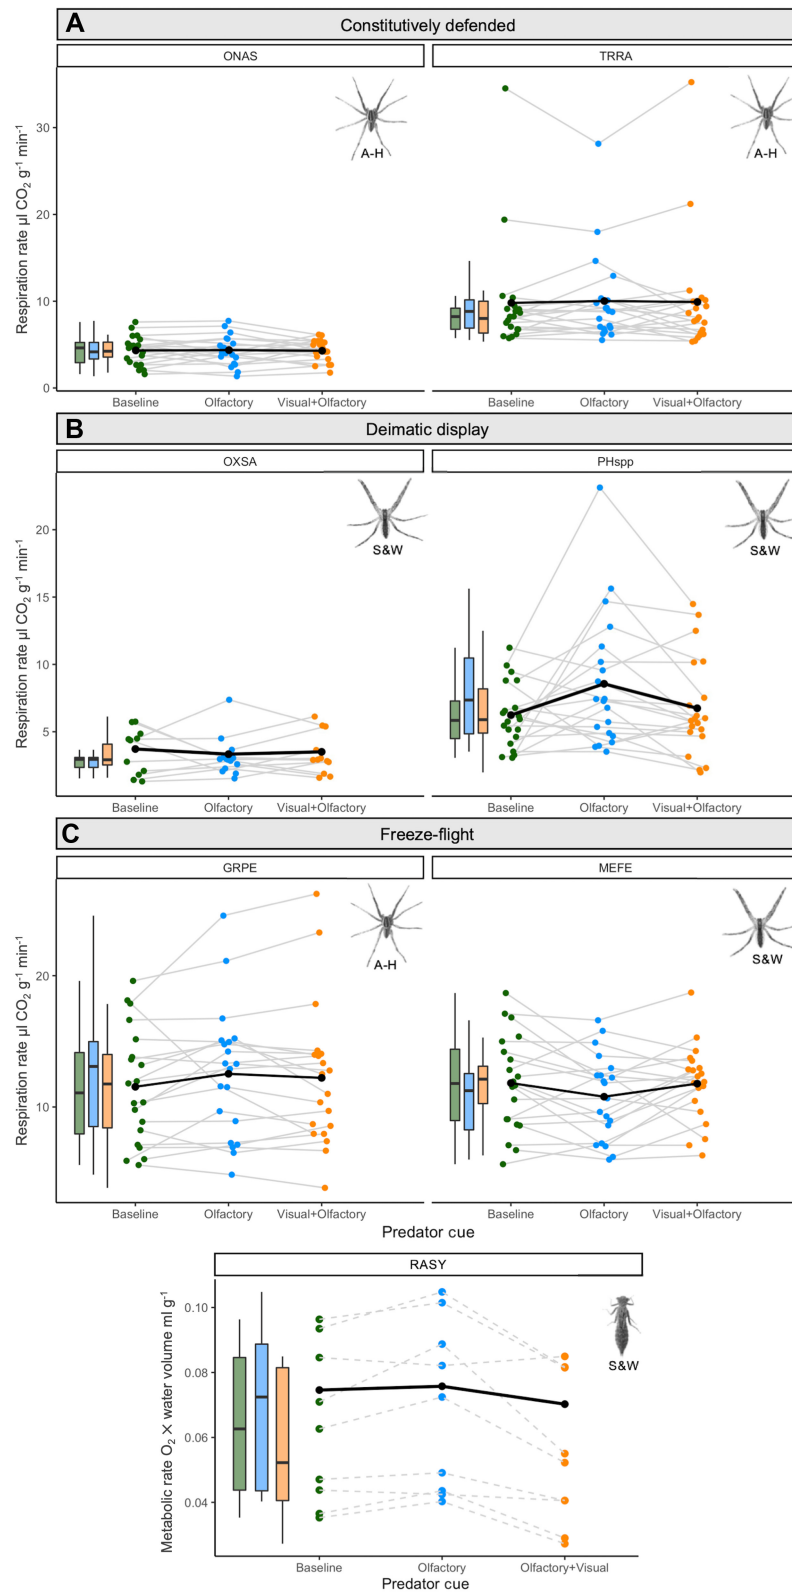 A Constitutively defended
ONAS
TRRA
Respiration rate µl CO₂ g⁻¹ min⁻¹
30
20
10
0
A-H
A-H
Baseline Olfactory Visual+Olfactory
Baseline Olfactory Visual+Olfactory
B Deimatic display
OXSA
PHspp
Respiration rate µl CO₂ g⁻¹ min⁻¹
20
15
10
5
S&W
S&W
Baseline Olfactory Visual+Olfactory
Baseline Olfactory Visual+Olfactory
C Freeze-flight
GRPE
MEFE
Respiration rate µl CO₂ g⁻¹ min⁻¹
20
10
A-H
S&W
Baseline Olfactory Visual+Olfactory
Baseline Olfactory Visual+Olfactory
Predator cue
RASY
Metabolic rate O₂ × water volume ml g⁻¹
0.10
0.08
0.06
0.04
S&W
Baseline Olfactory Olfactory+Visual
Predator cue